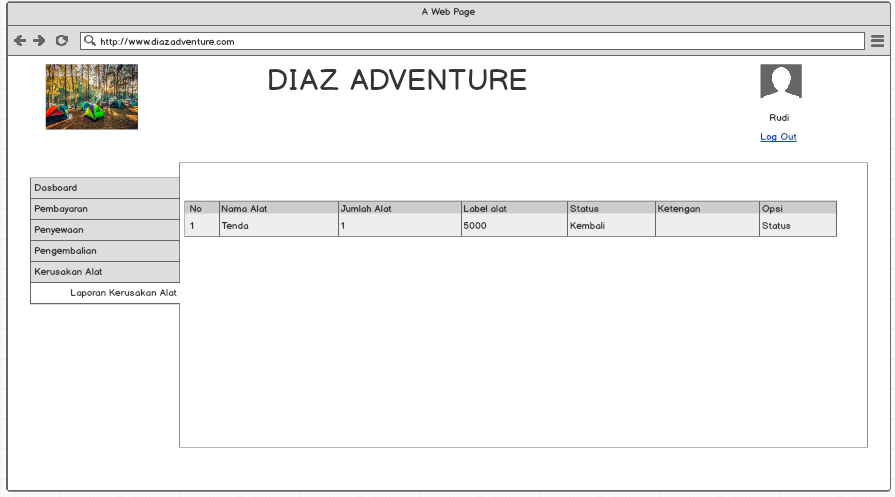 A Web Page
http://www.diazadventure.com
DIAZ ADVENTURE
Rudi
Log Out
Dasboard
Pembayaran
Penyewaan
Pengembalian
Kerusakan Alat
Laporan Kerusakan Alat
No Nama Alat Jumlah Alat Label alat Status Ketengan Opsi
1 Tenda 1 5000 Kembali Status